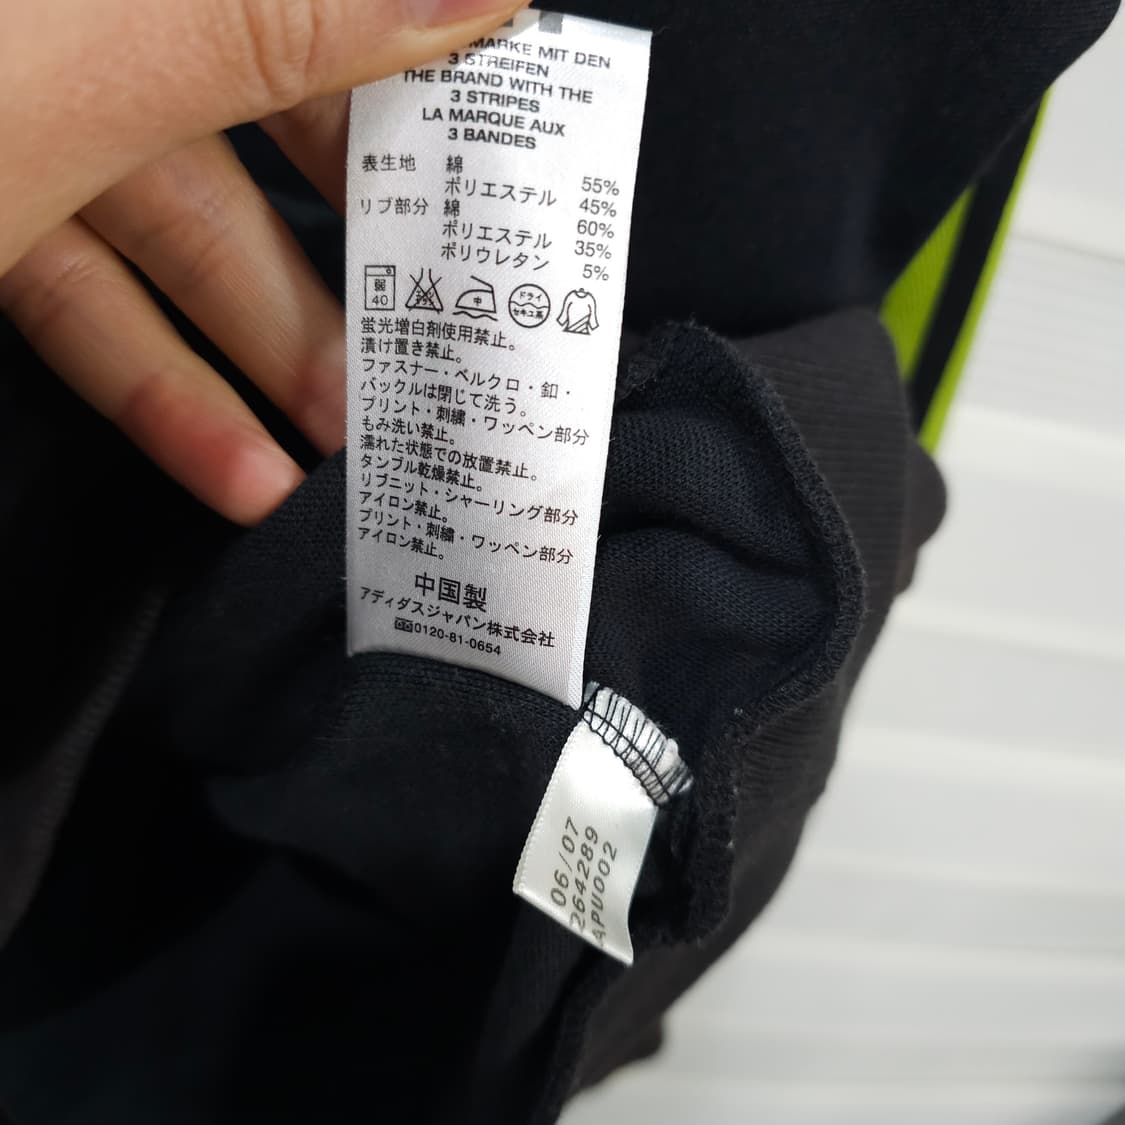 MARKE MIT DEN
3 STREIFEN
THE BRAND WITH THE
3 STRIPES
LA MARQUE AUX
3 BANDES
表生地 綿 55%
ポリエステル 45%
リブ部分 綿 60%
ポリエステル 35%
ポリウレタン 5%
弱 中 ドライ
40 セキユ系
蛍光増白剤使用禁止。
漬け置き禁止。
ファスナー・ベルクロ・釦・
バックルは閉じて洗う。
プリント・刺繍・ワッペン部分
もみ洗い禁止。
濡れた状態での放置禁止。
タンブル乾燥禁止。
リブニット・シャーリング部分
アイロン禁止。
プリント・刺繍・ワッペン部分
アイロン禁止。
中国製
アディダスジャパン株式会社
0120-81-0654
06/07
264289
APU002